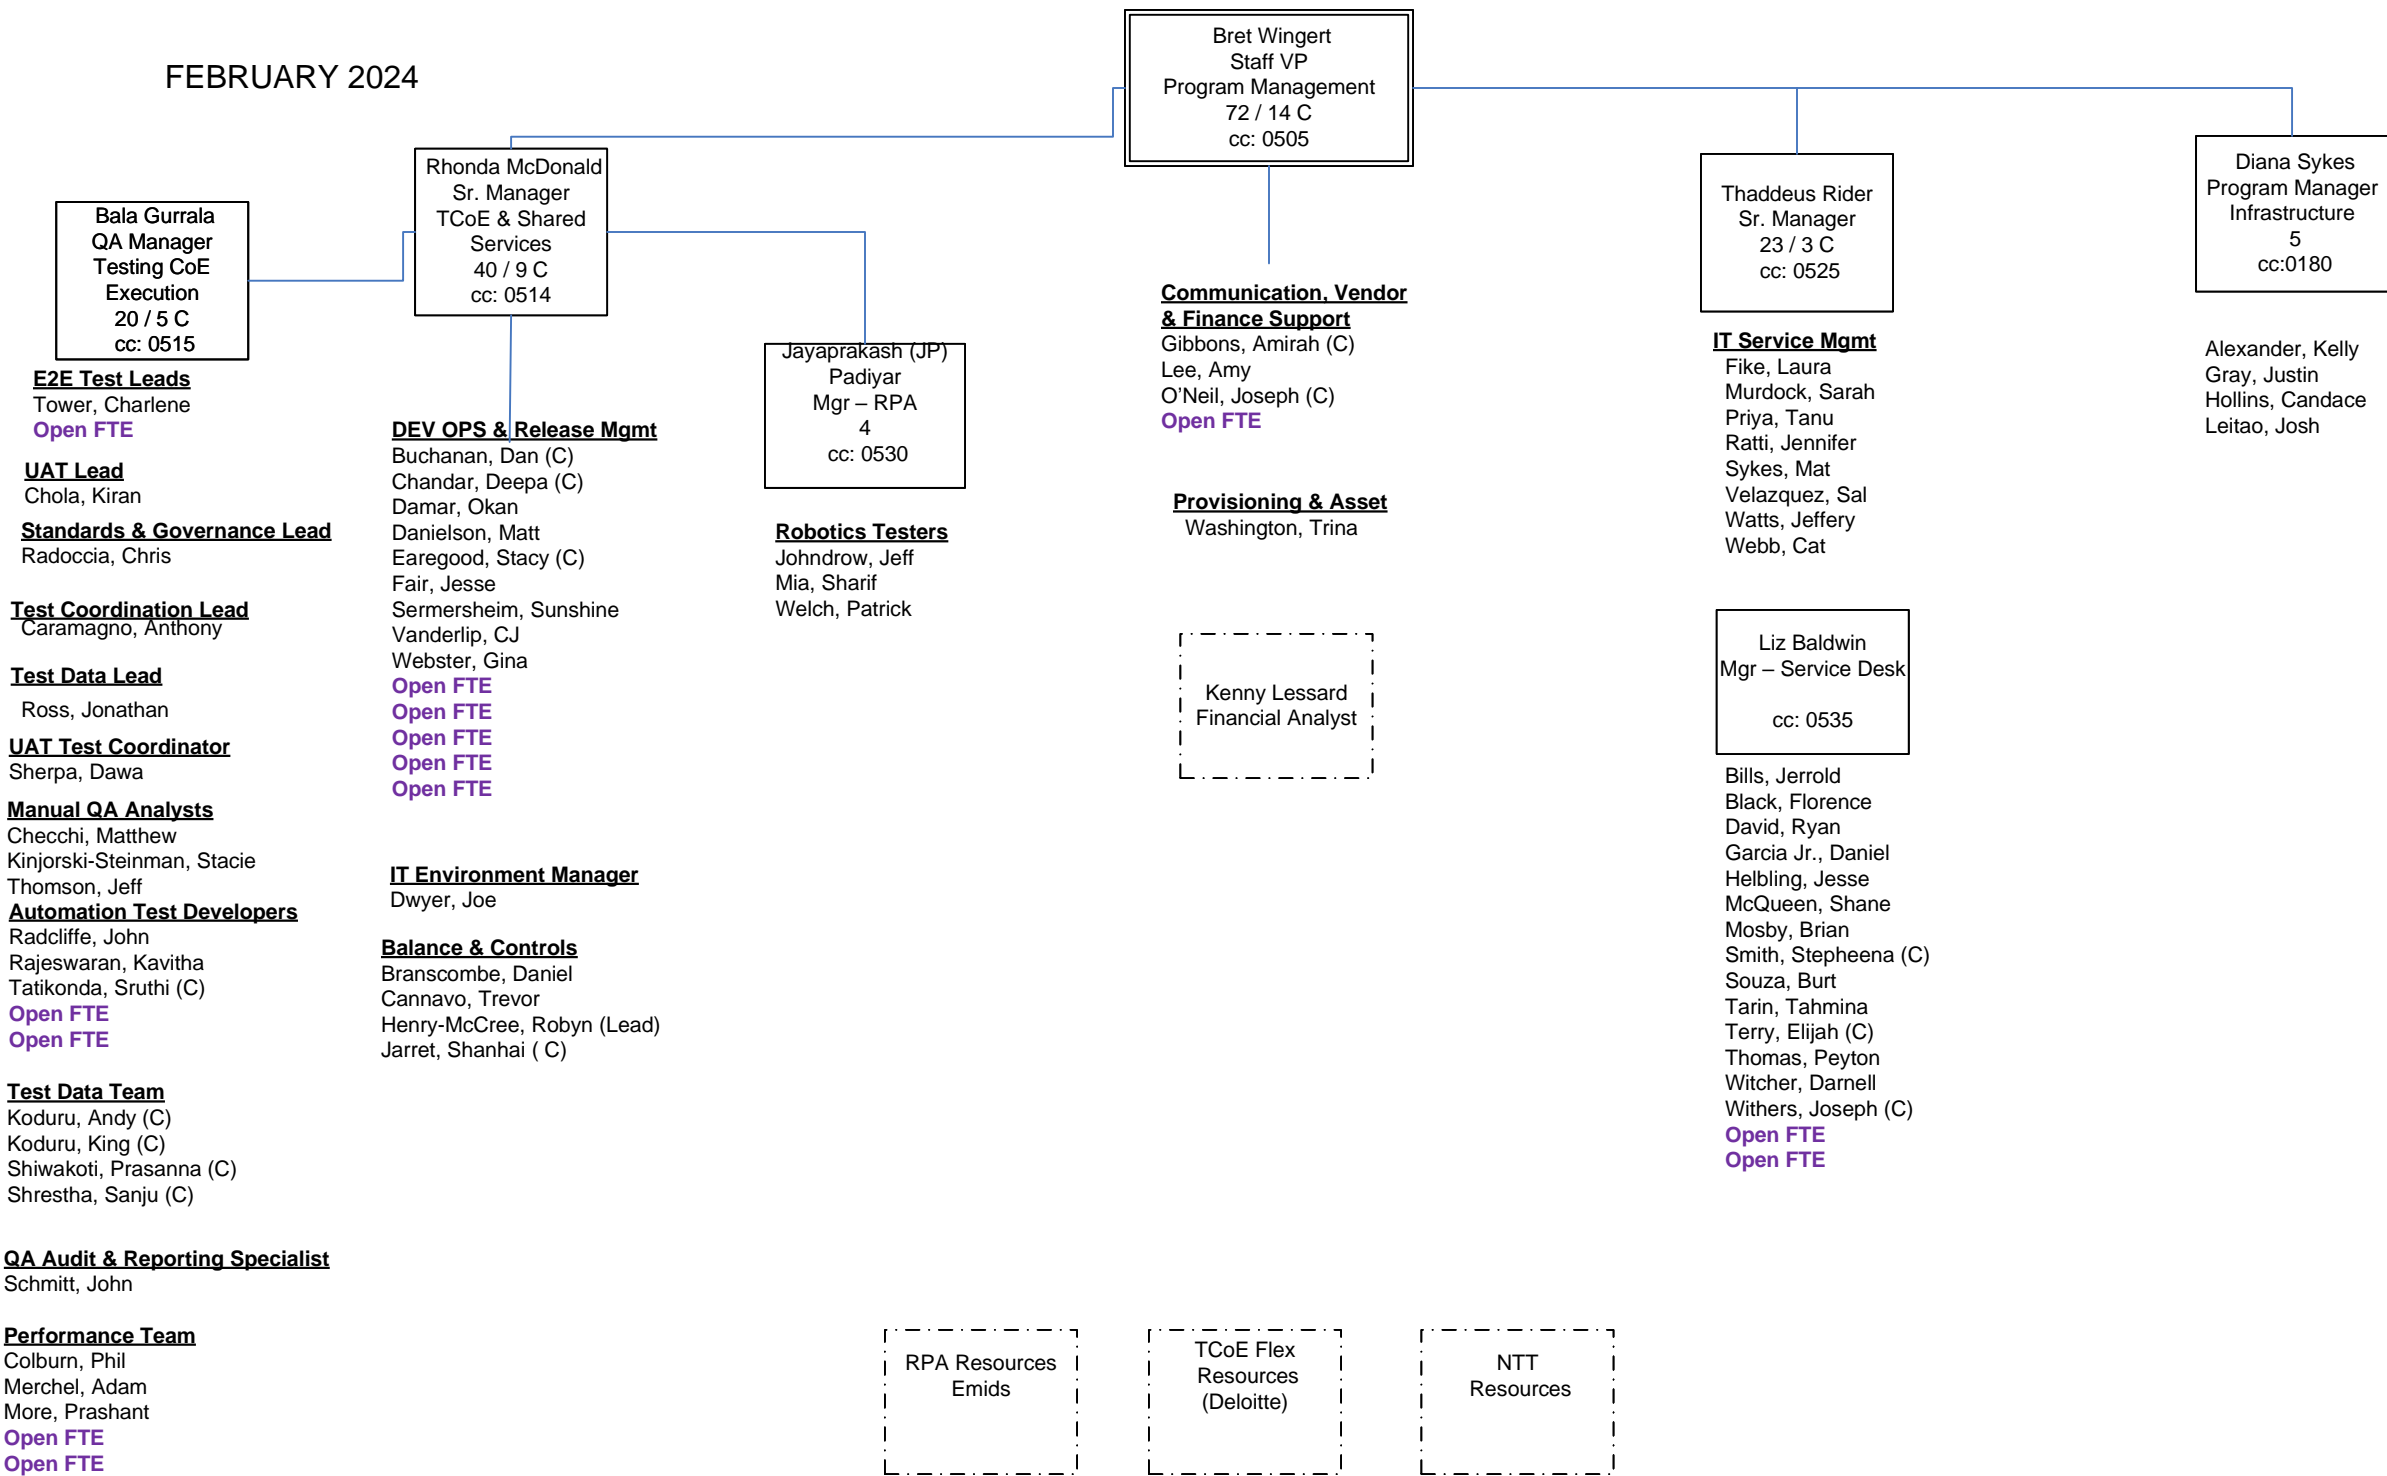 FEBRUARY 2024
Bret Wingert
Staff VP
Program Management
72 / 14 C
cc: 0505
Rhonda McDonald
Sr. Manager
TCoE & Shared
Services
40 / 9 C
cc: 0514
Bala Gurrala
QA Manager
Testing CoE
Execution
20 / 5 C
cc: 0515
E2E Test Leads
Tower, Charlene
Open FTE
UAT Lead
Chola, Kiran
Standards & Governance Lead
Radoccia, Chris
Test Coordination Lead
Caramagno, Anthony
Test Data Lead
Ross, Jonathan
UAT Test Coordinator
Sherpa, Dawa
Manual QA Analysts
Checchi, Matthew
Kinjorski-Steinman, Stacie
Thomson, Jeff
Automation Test Developers
Radcliffe, John
Rajeswaran, Kavitha
Tatikonda, Sruthi (C)
Open FTE
Open FTE
Test Data Team
Koduru, Andy (C)
Koduru, King (C)
Shiwakoti, Prasanna (C)
Shrestha, Sanju (C)
QA Audit & Reporting Specialist
Schmitt, John
Performance Team
Colburn, Phil
Merchel, Adam
More, Prashant
Open FTE
Open FTE
DEV OPS & Release Mgmt
Buchanan, Dan (C)
Chandar, Deepa (C)
Damar, Okan
Danielson, Matt
Earegood, Stacy (C)
Fair, Jesse
Sermersheim, Sunshine
Vanderlip, CJ
Webster, Gina
Open FTE
Open FTE
Open FTE
Open FTE
Open FTE
IT Environment Manager
Dwyer, Joe
Balance & Controls
Branscombe, Daniel
Cannavo, Trevor
Henry-McCree, Robyn (Lead)
Jarret, Shanhai ( C)
Jayaprakash (JP)
Padiyar
Mgr – RPA
4
cc: 0530
Robotics Testers
Johndrow, Jeff
Mia, Sharif
Welch, Patrick
Communication, Vendor
& Finance Support
Gibbons, Amirah (C)
Lee, Amy
O’Neil, Joseph (C)
Open FTE
Provisioning & Asset
Washington, Trina
Kenny Lessard
Financial Analyst
Thaddeus Rider
Sr. Manager
23 / 3 C
cc: 0525
IT Service Mgmt
Fike, Laura
Murdock, Sarah
Priya, Tanu
Ratti, Jennifer
Sykes, Mat
Velazquez, Sal
Watts, Jeffery
Webb, Cat
Liz Baldwin
Mgr – Service Desk
cc: 0535
Bills, Jerrold
Black, Florence
David, Ryan
Garcia Jr., Daniel
Helbling, Jesse
McQueen, Shane
Mosby, Brian
Smith, Stepheena (C)
Souza, Burt
Tarin, Tahmina
Terry, Elijah (C)
Thomas, Peyton
Witcher, Darnell
Withers, Joseph (C)
Open FTE
Open FTE
Diana Sykes
Program Manager
Infrastructure
5
cc:0180
Alexander, Kelly
Gray, Justin
Hollins, Candace
Leitao, Josh
RPA Resources
Emids
TCoE Flex
Resources
(Deloitte)
NTT
Resources